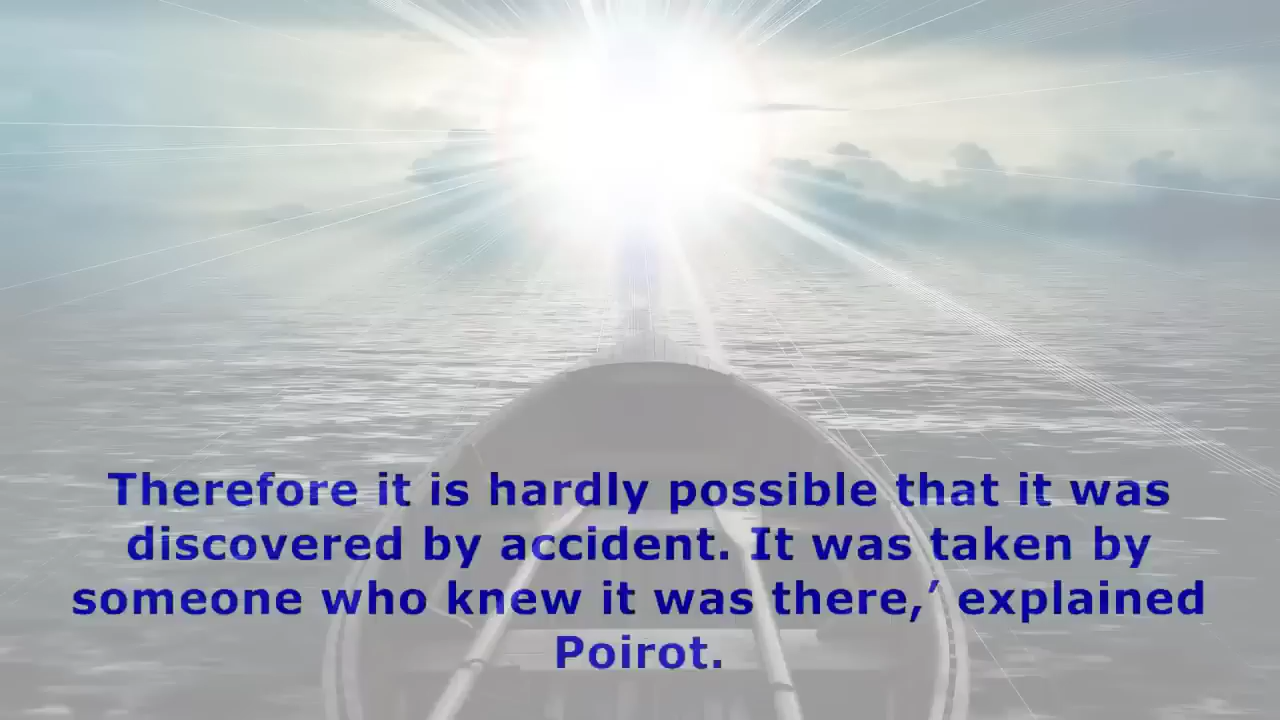 Therefore it is hardly possible that it was
discovered by accident. It was taken by
someone who knew it was there,’ explained
Poirot.